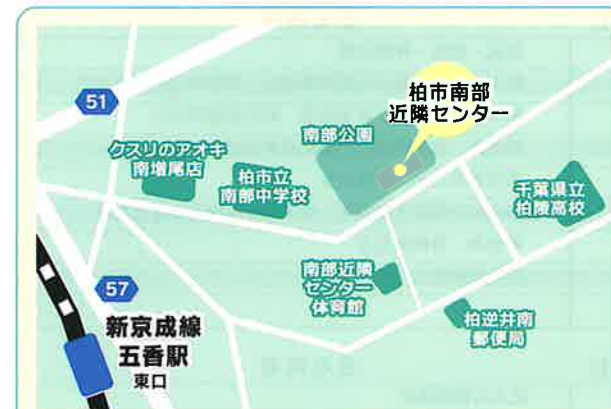 51
柏市南部
近隣センター
南部公園
クスリのアオキ
南増尾店
柏市立
南部中学校
千葉県立
柏陵高校
南部近隣
センター
体育館
57
柏逆井南
郵便局
新京成線
五香駅
東口